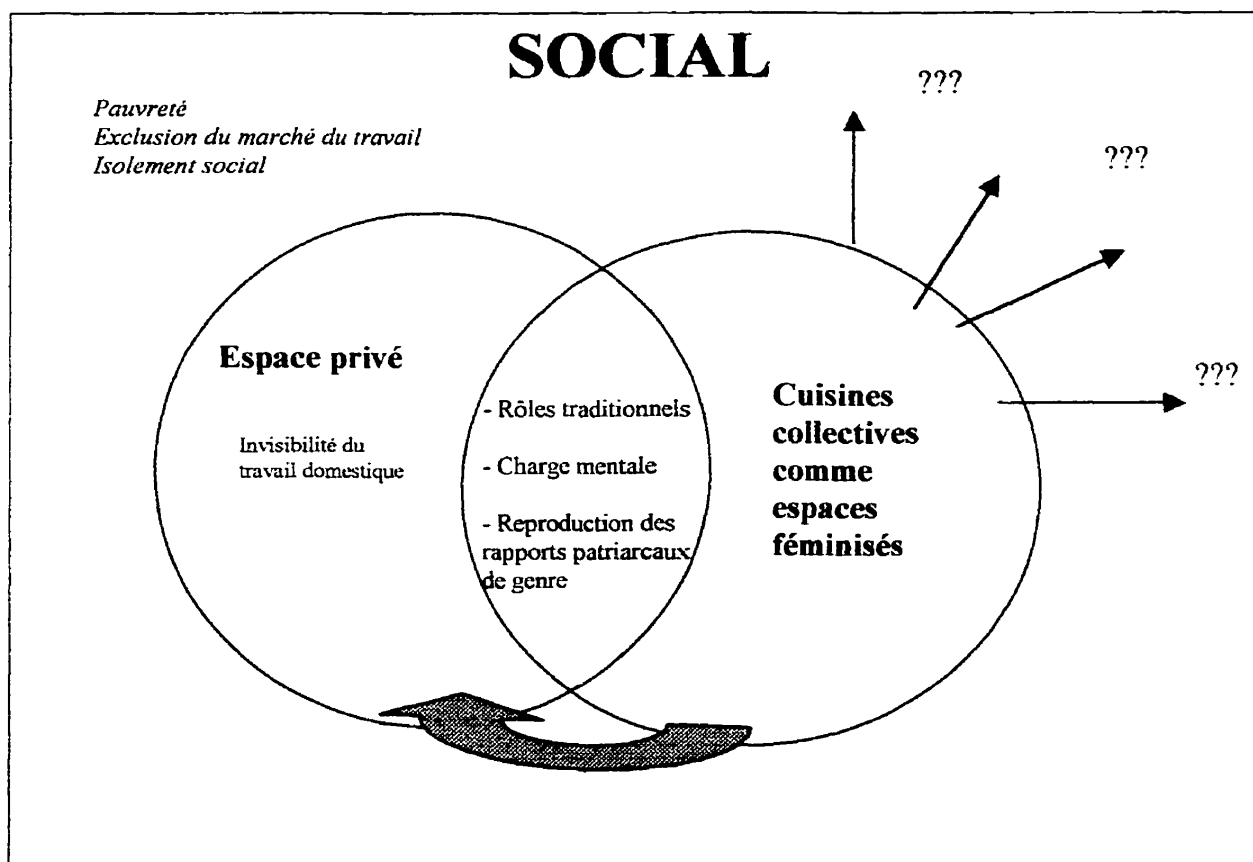 SOCIAL
???
Pauvreté
Exclusion du marché du travail
Isolement social
???
Espace privé
Invisibilité du
travail domestique
- Rôles traditionnels
- Charge mentale
- Reproduction des
rapports patriarcaux
de genre
???
Cuisines
collectives
comme
espaces
féminisés